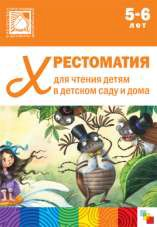 5-6
ЛЕТ
ХРЕСТОМАТИЯ
ДЛЯ ЧТЕНИЯ ДЕТЯМ
В ДЕТСКОМ САДУ И ДОМА